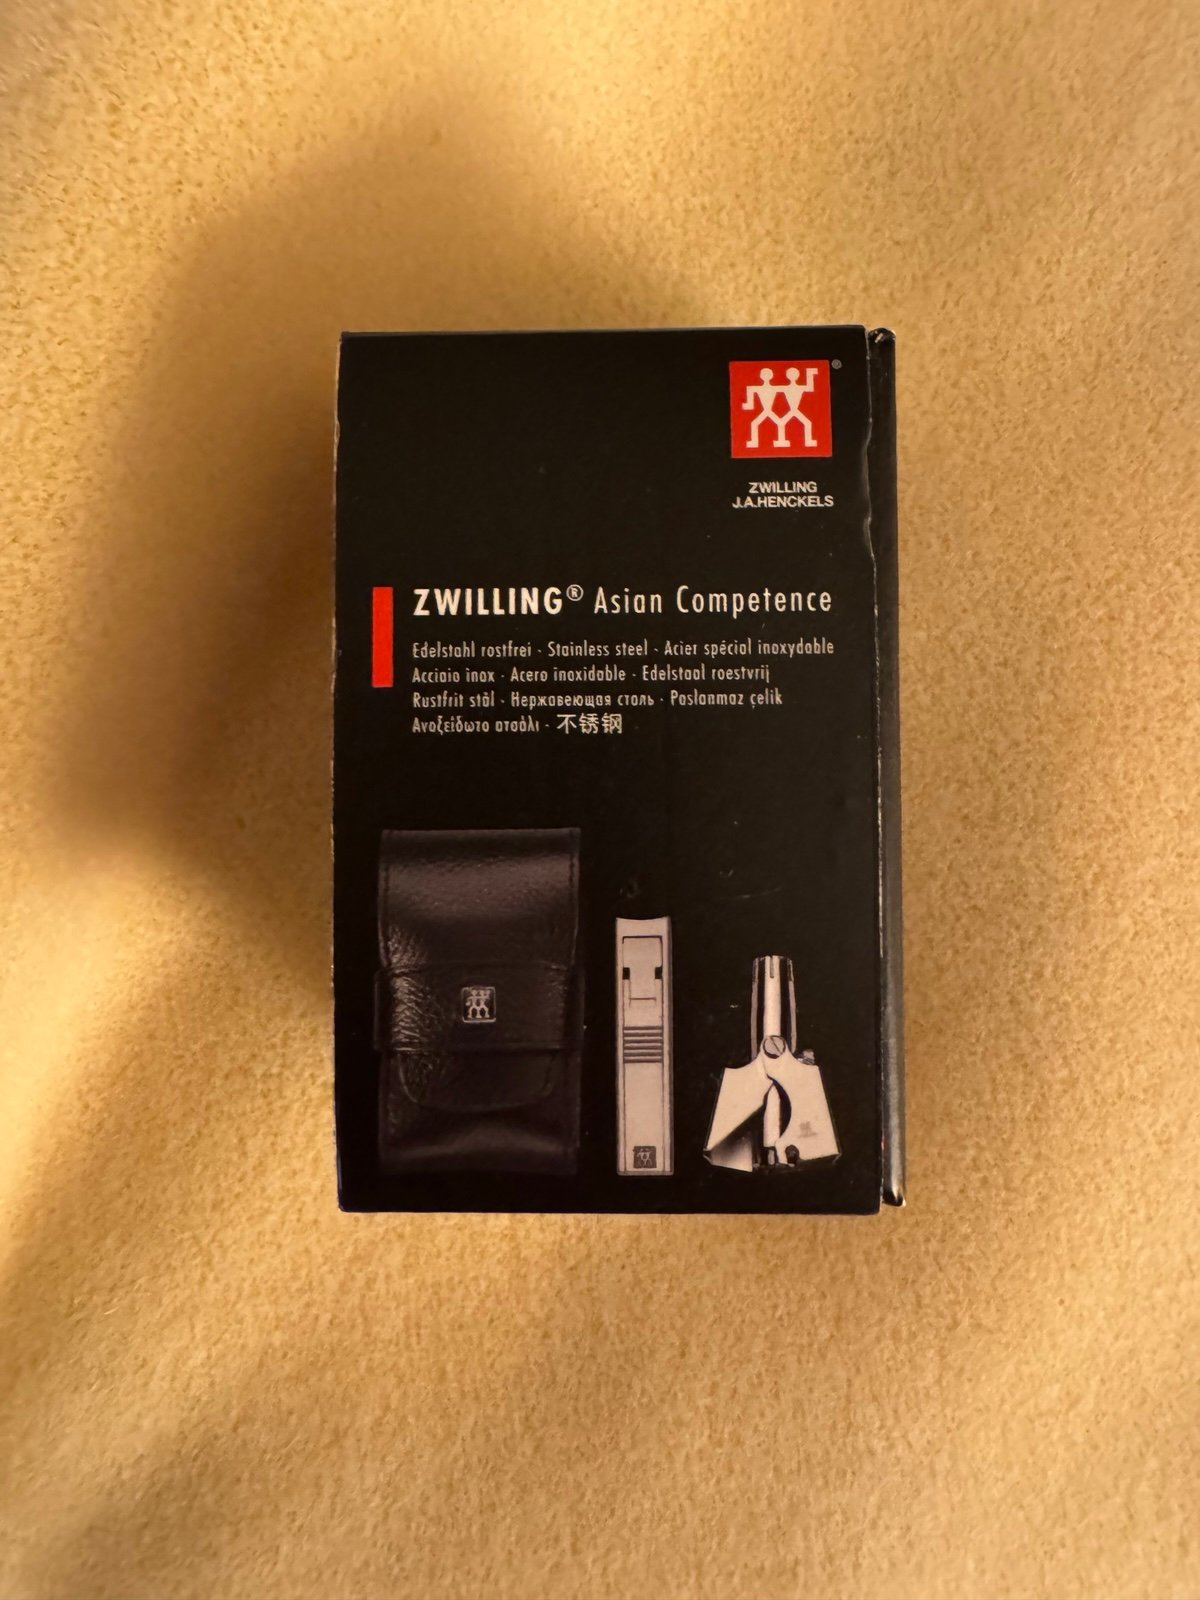 ®
ZWILLING
J.A.HENCKELS
ZWILLING® Asian Competence
Edelstahl rostfrei · Stainless steel · Acier spécial inoxydable
Acciaio inox · Acero inoxidable · Edelstaal roestvrij
Rustfrit stål · Нержавеющая сталь · Paslanmaz çelik
Ανοξείδωτο ατσάλι · 不锈钢